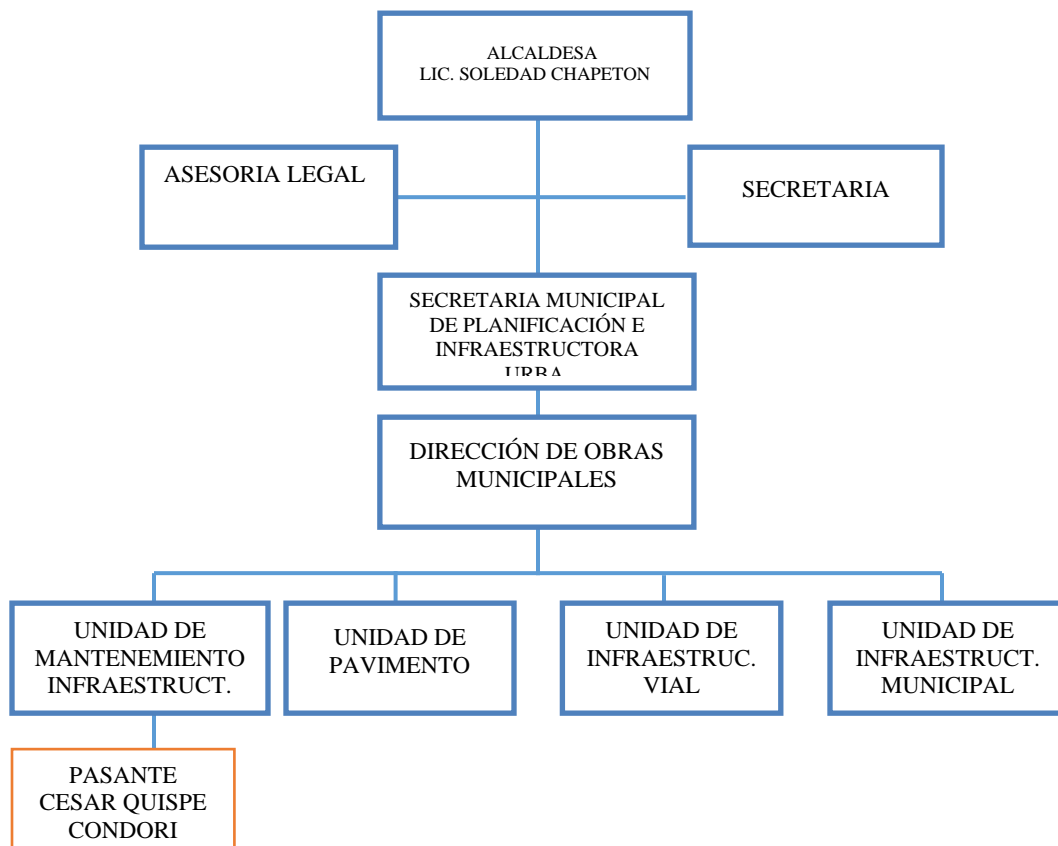 ALCALDESA
LIC. SOLEDAD CHAPETON
ASESORIA LEGAL
SECRETARIA
SECRETARIA MUNICIPAL
DE PLANIFICACIÓN E
INFRAESTRUCTORA
URBA
DIRECCIÓN DE OBRAS
MUNICIPALES
UNIDAD DE
MANTENEMIENTO
INFRAESTRUCT.
UNIDAD DE
PAVIMENTO
UNIDAD DE
INFRAESTRUC.
VIAL
UNIDAD DE
INFRAESTRUCT.
MUNICIPAL
PASANTE
CESAR QUISPE
CONDORI